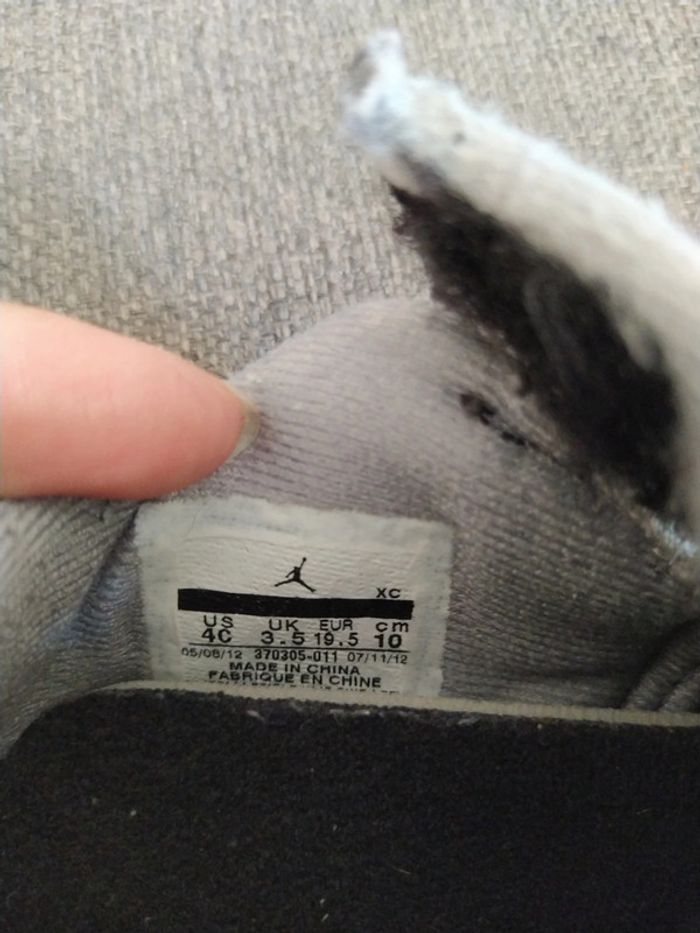 XC
US UK EUR cm
4C 3.5 19.5 10
05/08/12 370305-011 07/11/12
MADE IN CHINA
FABRIQUE EN CHINE